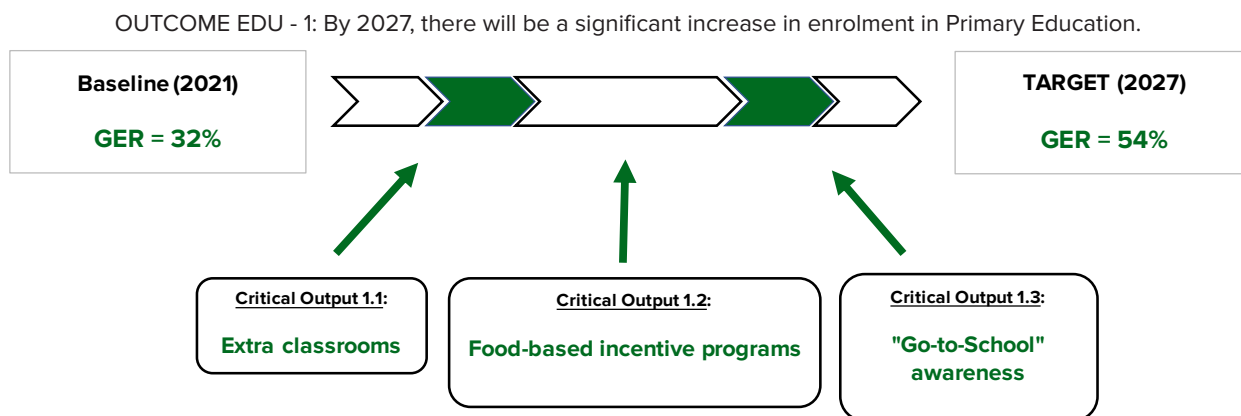 OUTCOME EDU - 1: By 2027, there will be a significant increase in enrolment in Primary Education.
Baseline (2021)
GER = 32%
TARGET (2027)
GER = 54%
Critical Output 1.1:
Extra classrooms
Critical Output 1.2:
Food-based incentive programs
Critical Output 1.3:
"Go-to-School"
awareness